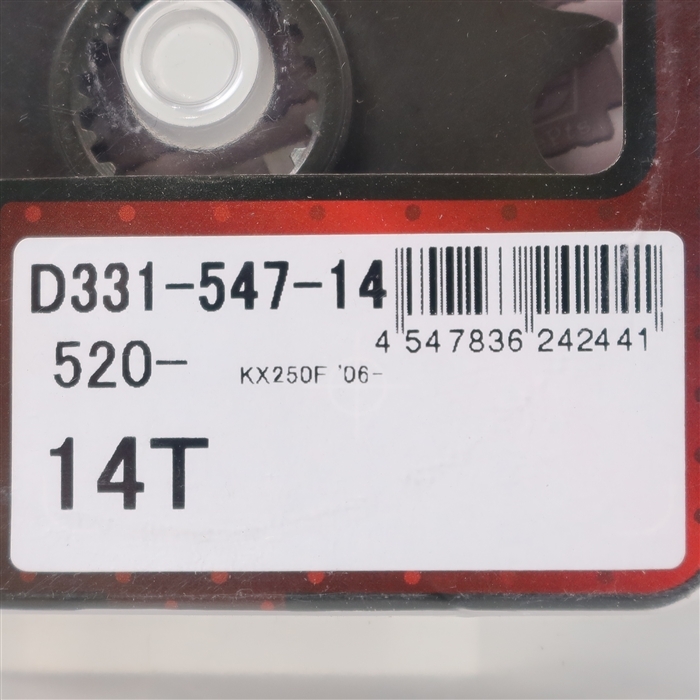 D331-547-14
4 547836 242441
520- KX250F '06-
14T